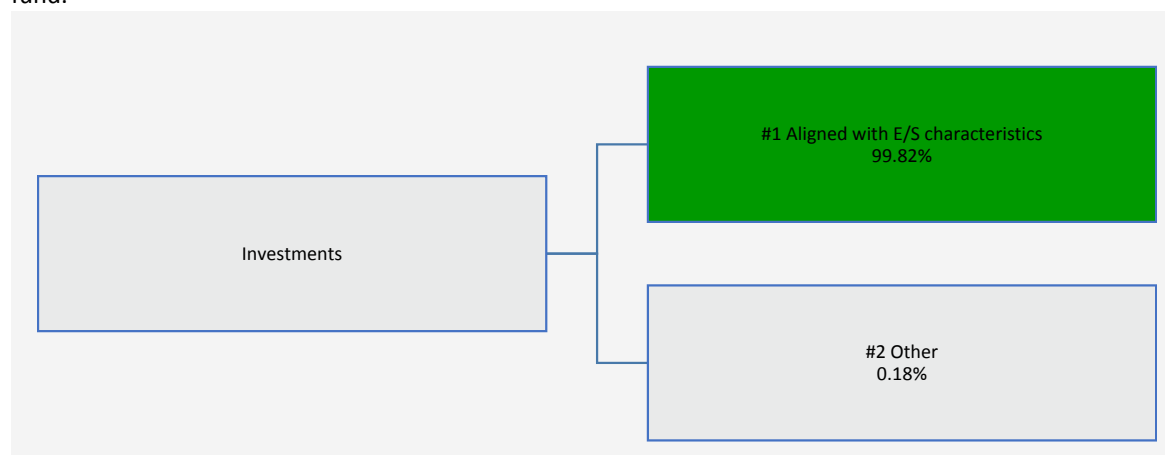 fund.
#1 Aligned with E/S characteristics
99.82%
Investments
#2 Other
0.18%